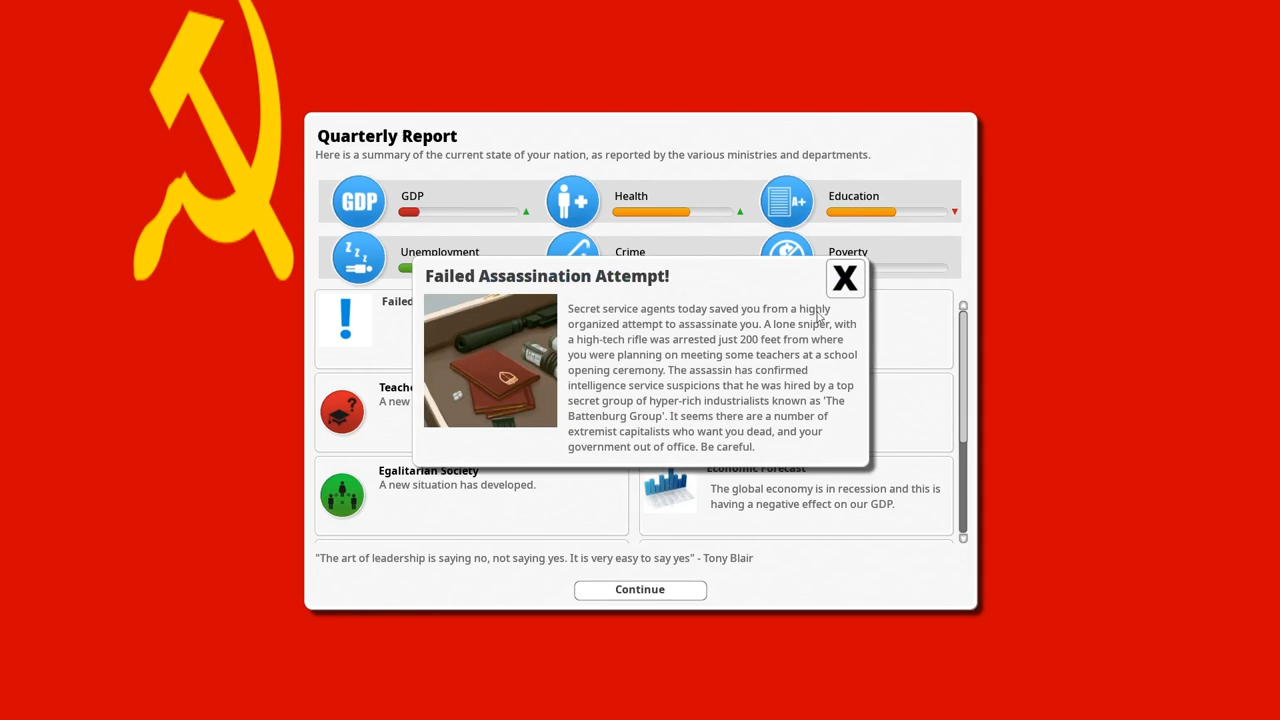 Quarterly Report
Here is a summary of the current state of your nation, as reported by the various ministries and departments.
GDP
GDP
Health
A+
Education
Unemployment
Crime
Poverty
Failed Assassination Attempt!
X
Secret service agents today saved you from a highly
organized attempt to assassinate you. A lone sniper, with
a high-tech rifle was arrested just 200 feet from where
you were planning on meeting some teachers at a school
opening ceremony. The assassin has confirmed
intelligence service suspicions that he was hired by a top
secret group of hyper-rich industrialists known as 'The
Battenburg Group'. It seems there are a number of
extremist capitalists who want you dead, and your
government out of office. Be careful.
Failed
A new
Egalitarian Society
A new situation has developed.
Economic Forecast
The global economy is in recession and this is
having a negative effect on our GDP.
"The art of leadership is saying no, not saying yes. It is very easy to say yes" - Tony Blair
Continue